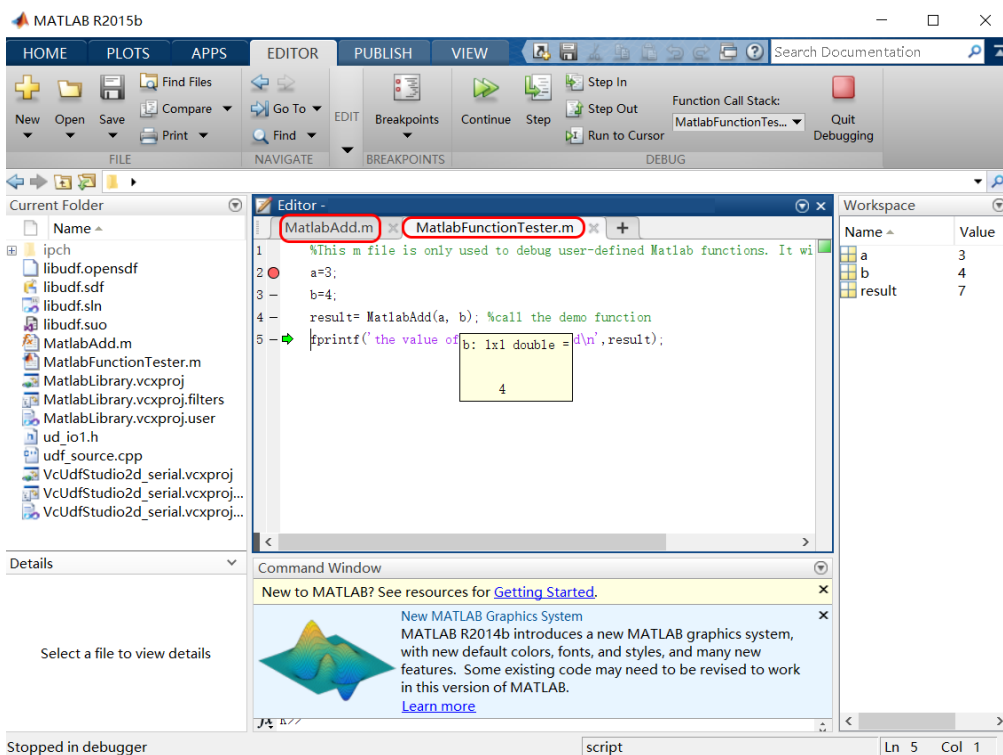 MATLAB R2015b
HOME PLOTS APPS EDITOR PUBLISH VIEW Search Documentation
New Open Save Find Files Compare Print
FILE
Go To Find
NAVIGATE
EDIT
Breakpoints
BREAKPOINTS
Continue Step Step In Step Out Run to Cursor
Function Call Stack:
MatlabFunctionTes...
Quit Debugging
DEBUG
Current Folder
Name
ipch
libudf.opensdf
libudf.sdf
libudf.sln
libudf.suo
MatlabAdd.m
MatlabFunctionTester.m
MatlabLibrary.vcxproj
MatlabLibrary.vcxproj.filters
MatlabLibrary.vcxproj.user
ud_io1.h
udf_source.cpp
VcUdfStudio2d_serial.vcxproj
VcUdfStudio2d_serial.vcxproj...
VcUdfStudio2d_serial.vcxproj...
Details
Select a file to view details
Editor -
MatlabAdd.m MatlabFunctionTester.m
1 %This m file is only used to debug user-defined Matlab functions. It wi
2 a=3;
3 b=4;
4 result= MatlabAdd(a, b); %call the demo function
5 fprintf('the value of d\n',result);
b: 1x1 double =
4
Command Window
New to MATLAB? See resources for Getting Started.
New MATLAB Graphics System
MATLAB R2014b introduces a new MATLAB graphics system,
with new default colors, fonts, and styles, and many new
features. Some existing code may need to be revised to work
in this version of MATLAB.
Learn more
Workspace
Name Value
a 3
b 4
result 7
Stopped in debugger script Ln 5 Col 1